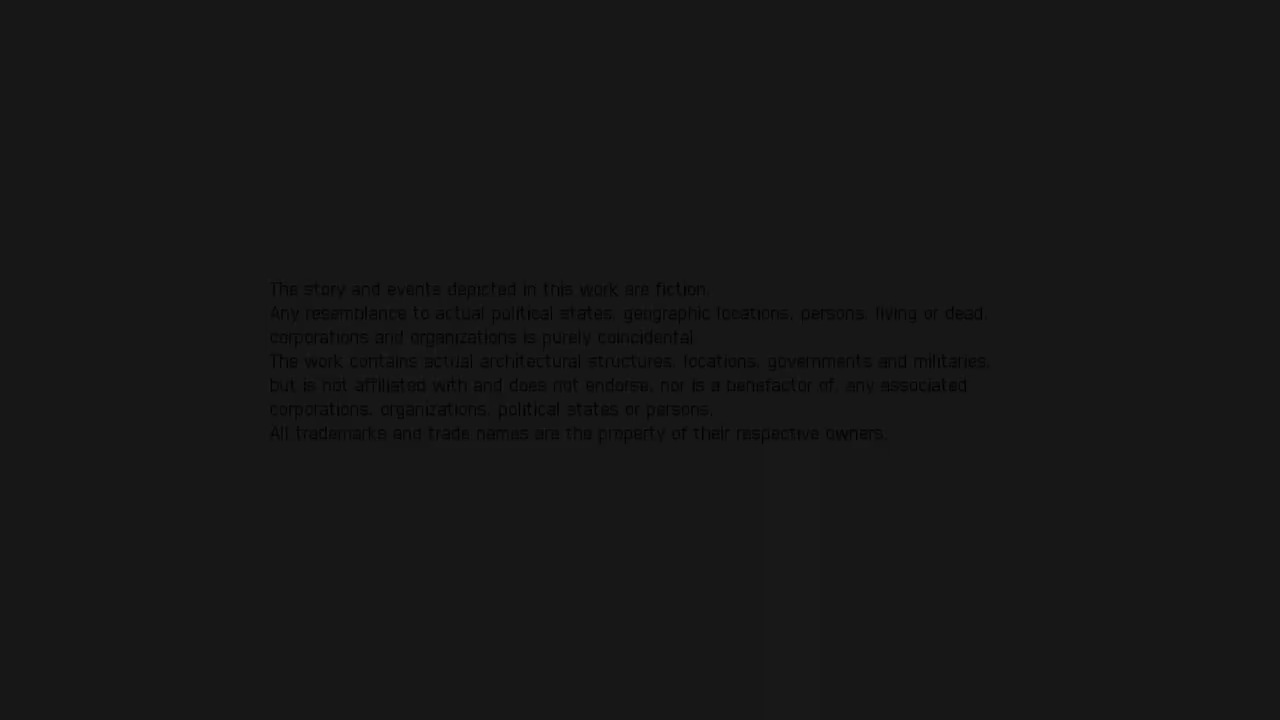 The story and events depicted in this work are fiction.
Any resemblance to actual political states, geographic locations, persons, living or dead,
corporations and organizations is purely coincidental.
The work contains actual architectural structures, locations, governments and militaries,
but is not affiliated with and does not endorse, nor is a benefactor of, any associated
corporations, organizations, political states or persons.
All trademarks and trade names are the property of their respective owners.